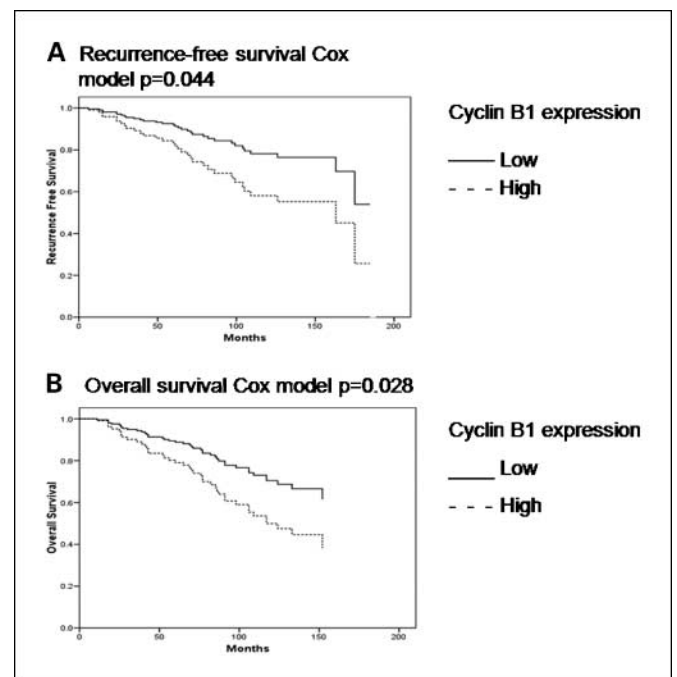 A Recurrence-free survival Cox
model p=0.044
1.0
0.8
0.6
0.4
0.2
0.0
Recurrence Free Survival
0 50 100 150 200
Months
Cyclin B1 expression
Low
High
B Overall survival Cox model p=0.028
1.0
0.8
0.6
0.4
0.2
0.0
Overall Survival
0 50 100 150 200
Months
Cyclin B1 expression
Low
High